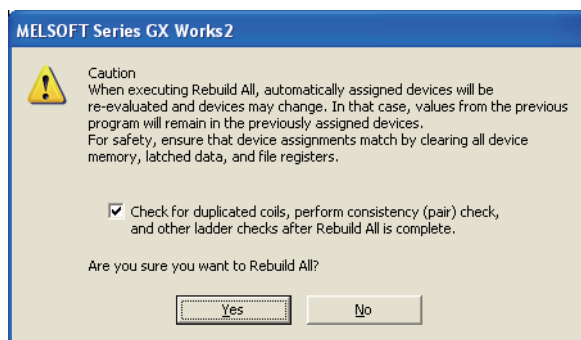 MELSOFT Series GX Works2
Caution
When executing Rebuild All, automatically assigned devices will be
re-evaluated and devices may change. In that case, values from the previous
program will remain in the previously assigned devices.
For safety, ensure that device assignments match by clearing all device
memory, latched data, and file registers.
Check for duplicated coils, perform consistency (pair) check,
and other ladder checks after Rebuild All is complete.
Are you sure you want to Rebuild All?
Yes No